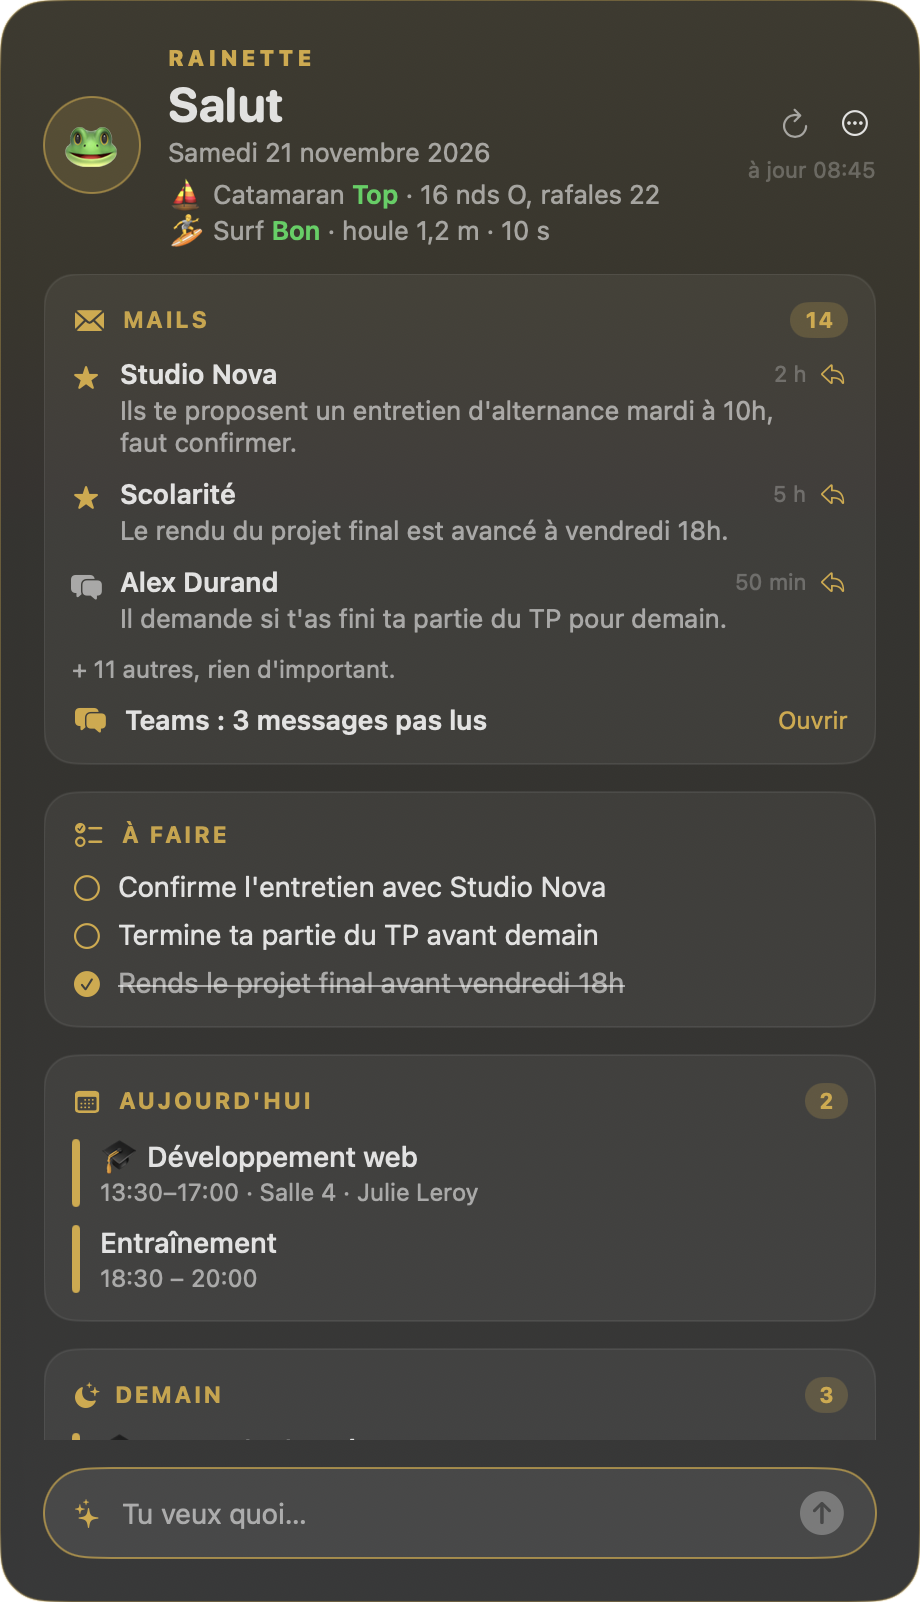 RAINETTE
Salut
Samedi 21 novembre 2026
Catamaran Top · 16 nds O, rafales 22
Surf Bon · houle 1,2 m · 10 s
à jour 08:45
MAILS
14
Studio Nova
2 h
Ils te proposent un entretien d'alternance mardi à 10h,
faut confirmer.
Scolarité
5 h
Le rendu du projet final est avancé à vendredi 18h.
Alex Durand
50 min
Il demande si t'as fini ta partie du TP pour demain.
+ 11 autres, rien d'important.
Teams : 3 messages pas lus
Ouvrir
À FAIRE
Confirme l'entretien avec Studio Nova
Termine ta partie du TP avant demain
Rends le projet final avant vendredi 18h
AUJOURD'HUI
2
Développement web
13:30–17:00 · Salle 4 · Julie Leroy
Entraînement
18:30 – 20:00
DEMAIN
3
Tu veux quoi...